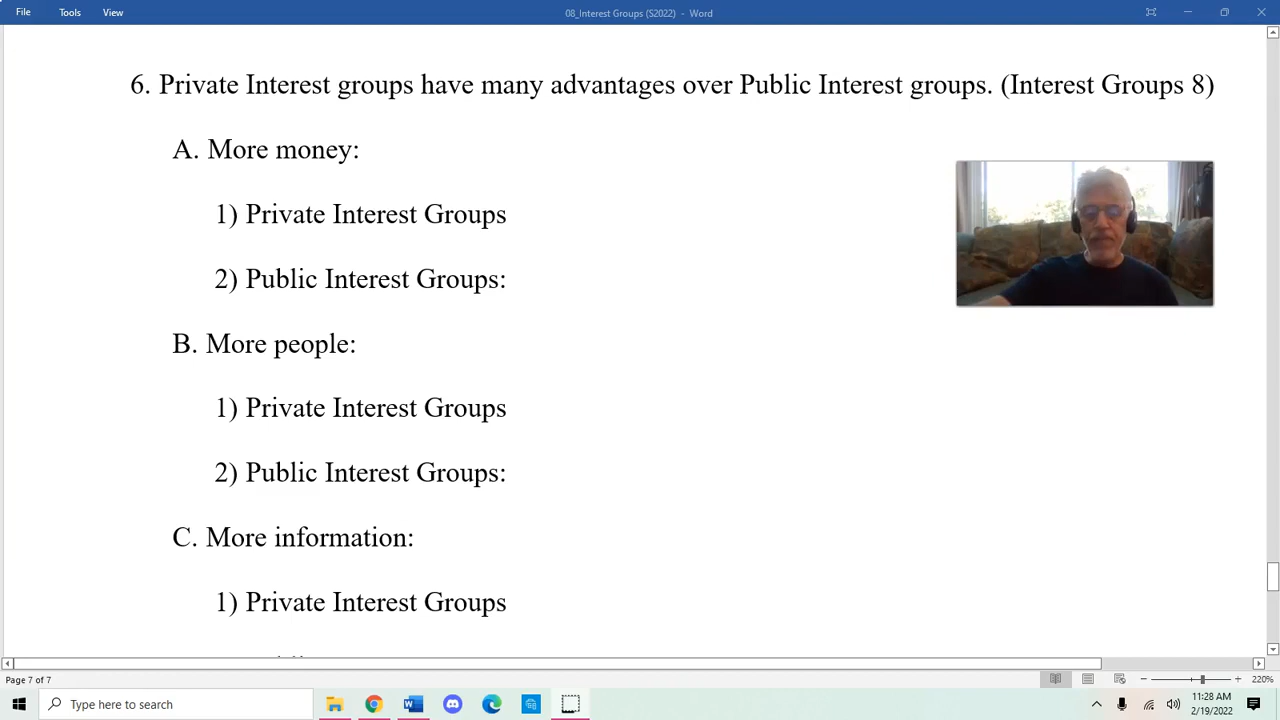 File Tools View 08_Interest Groups (S2022) - Word
6. Private Interest groups have many advantages over Public Interest groups. (Interest Groups 8)
A. More money:
1) Private Interest Groups
2) Public Interest Groups:
B. More people:
1) Private Interest Groups
2) Public Interest Groups:
C. More information:
1) Private Interest Groups
Page 7 of 7
220%
Type here to search
11:28 AM
2/19/2022